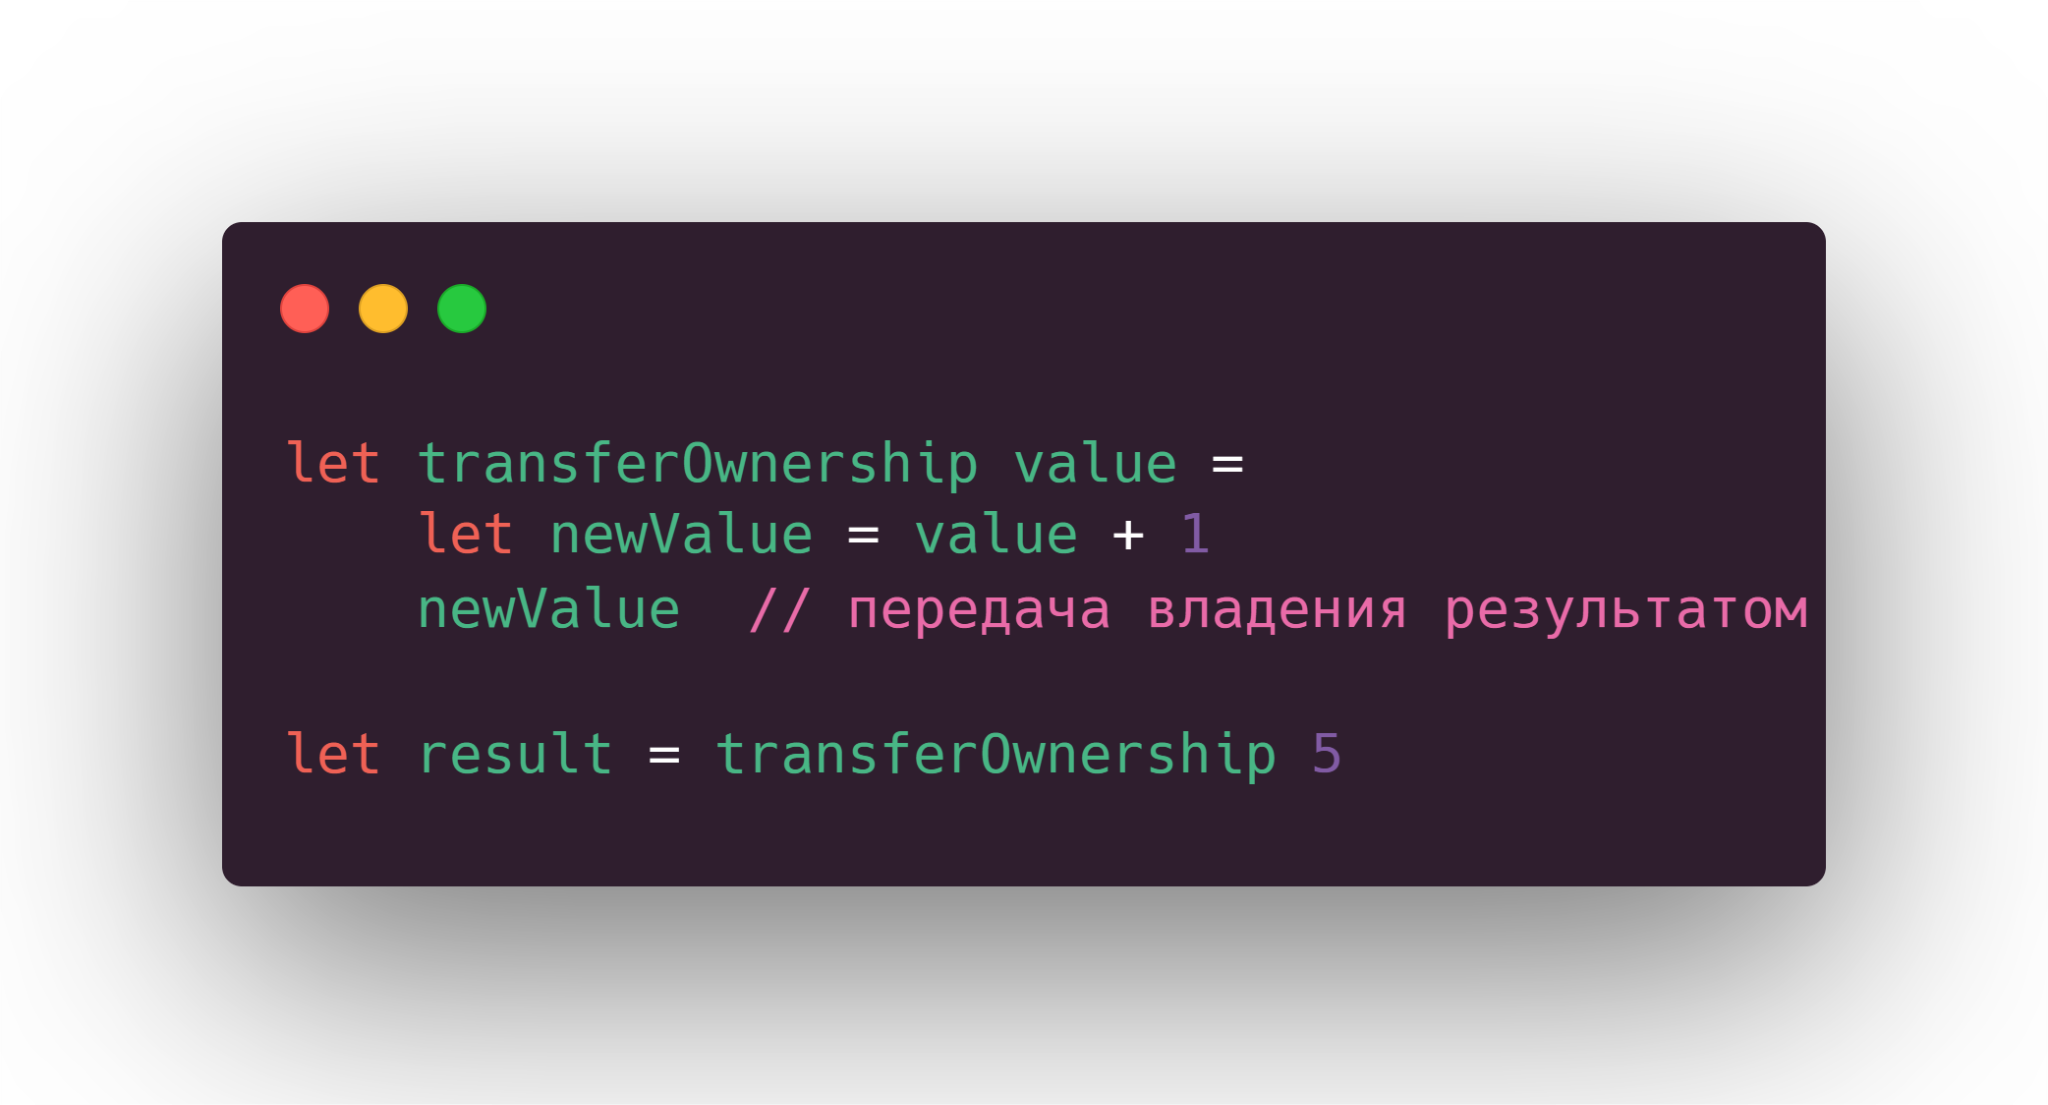 let transferOwnership value =
    let newValue = value + 1
    newValue  // передача владения результатом
let result = transferOwnership 5